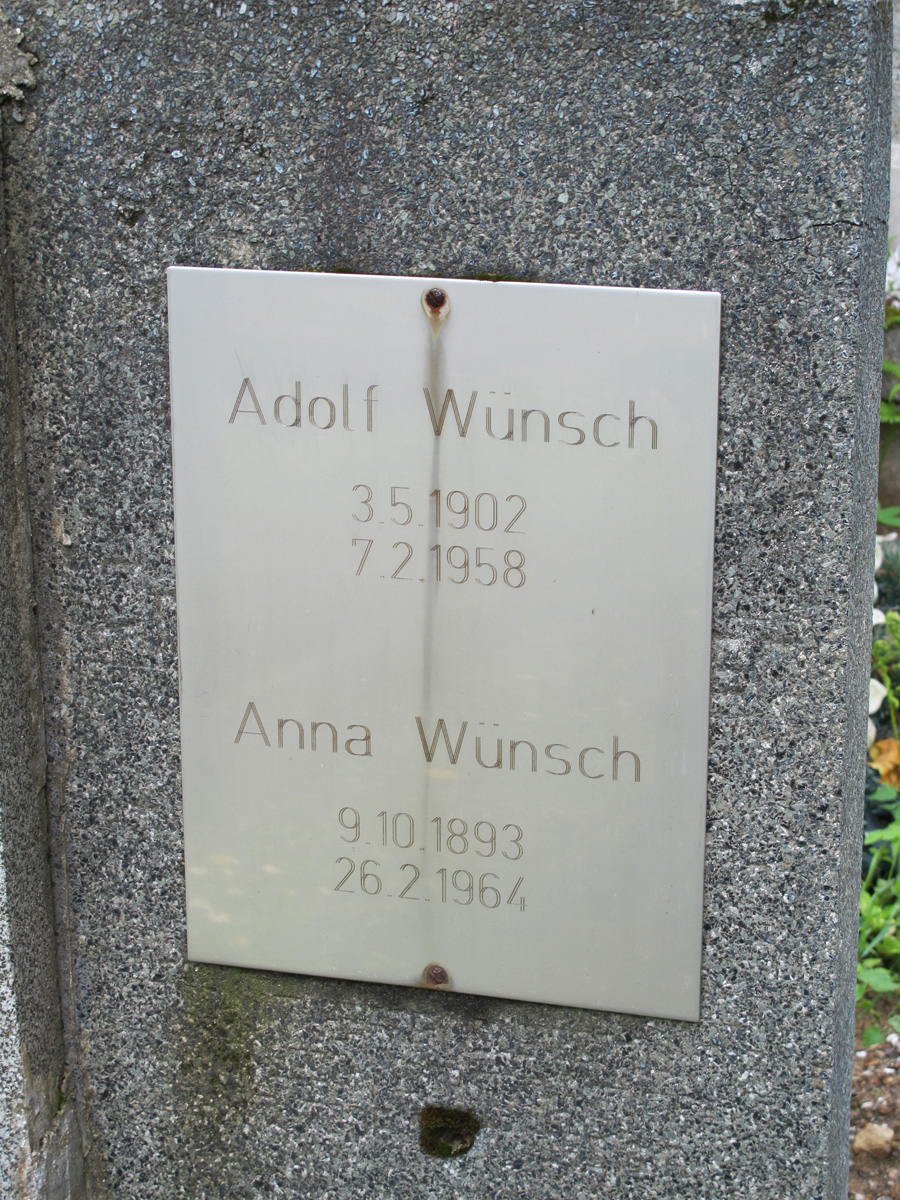 Adolf Wünsch
3.5.1902
7.2.1958
Anna Wünsch
9.10.1893
26.2.1964